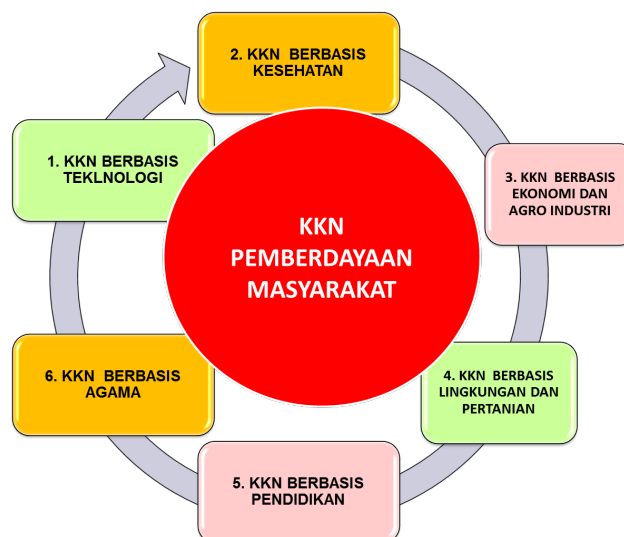 2. KKN  BERBASIS
KESEHATAN
1. KKN BERBASIS
TEKLNOLOGI
3. KKN  BERBASIS
EKONOMI DAN
AGRO INDUSTRI
KKN
PEMBERDAYAAN
MASYARAKAT
6. KKN  BERBASIS
AGAMA
4. KKN  BERBASIS
LINGKUNGAN DAN
PERTANIAN
5. KKN BERBASIS
PENDIDIKAN